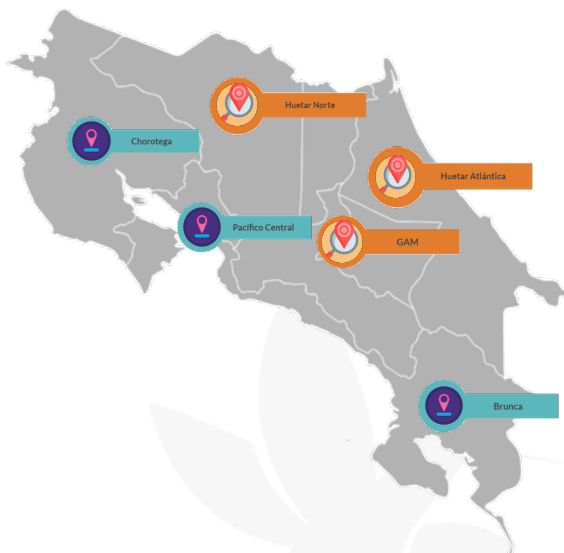 Huetar Norte
Chorotega
Huetar Atlántica
Pacífico Central
GAM
Brunca